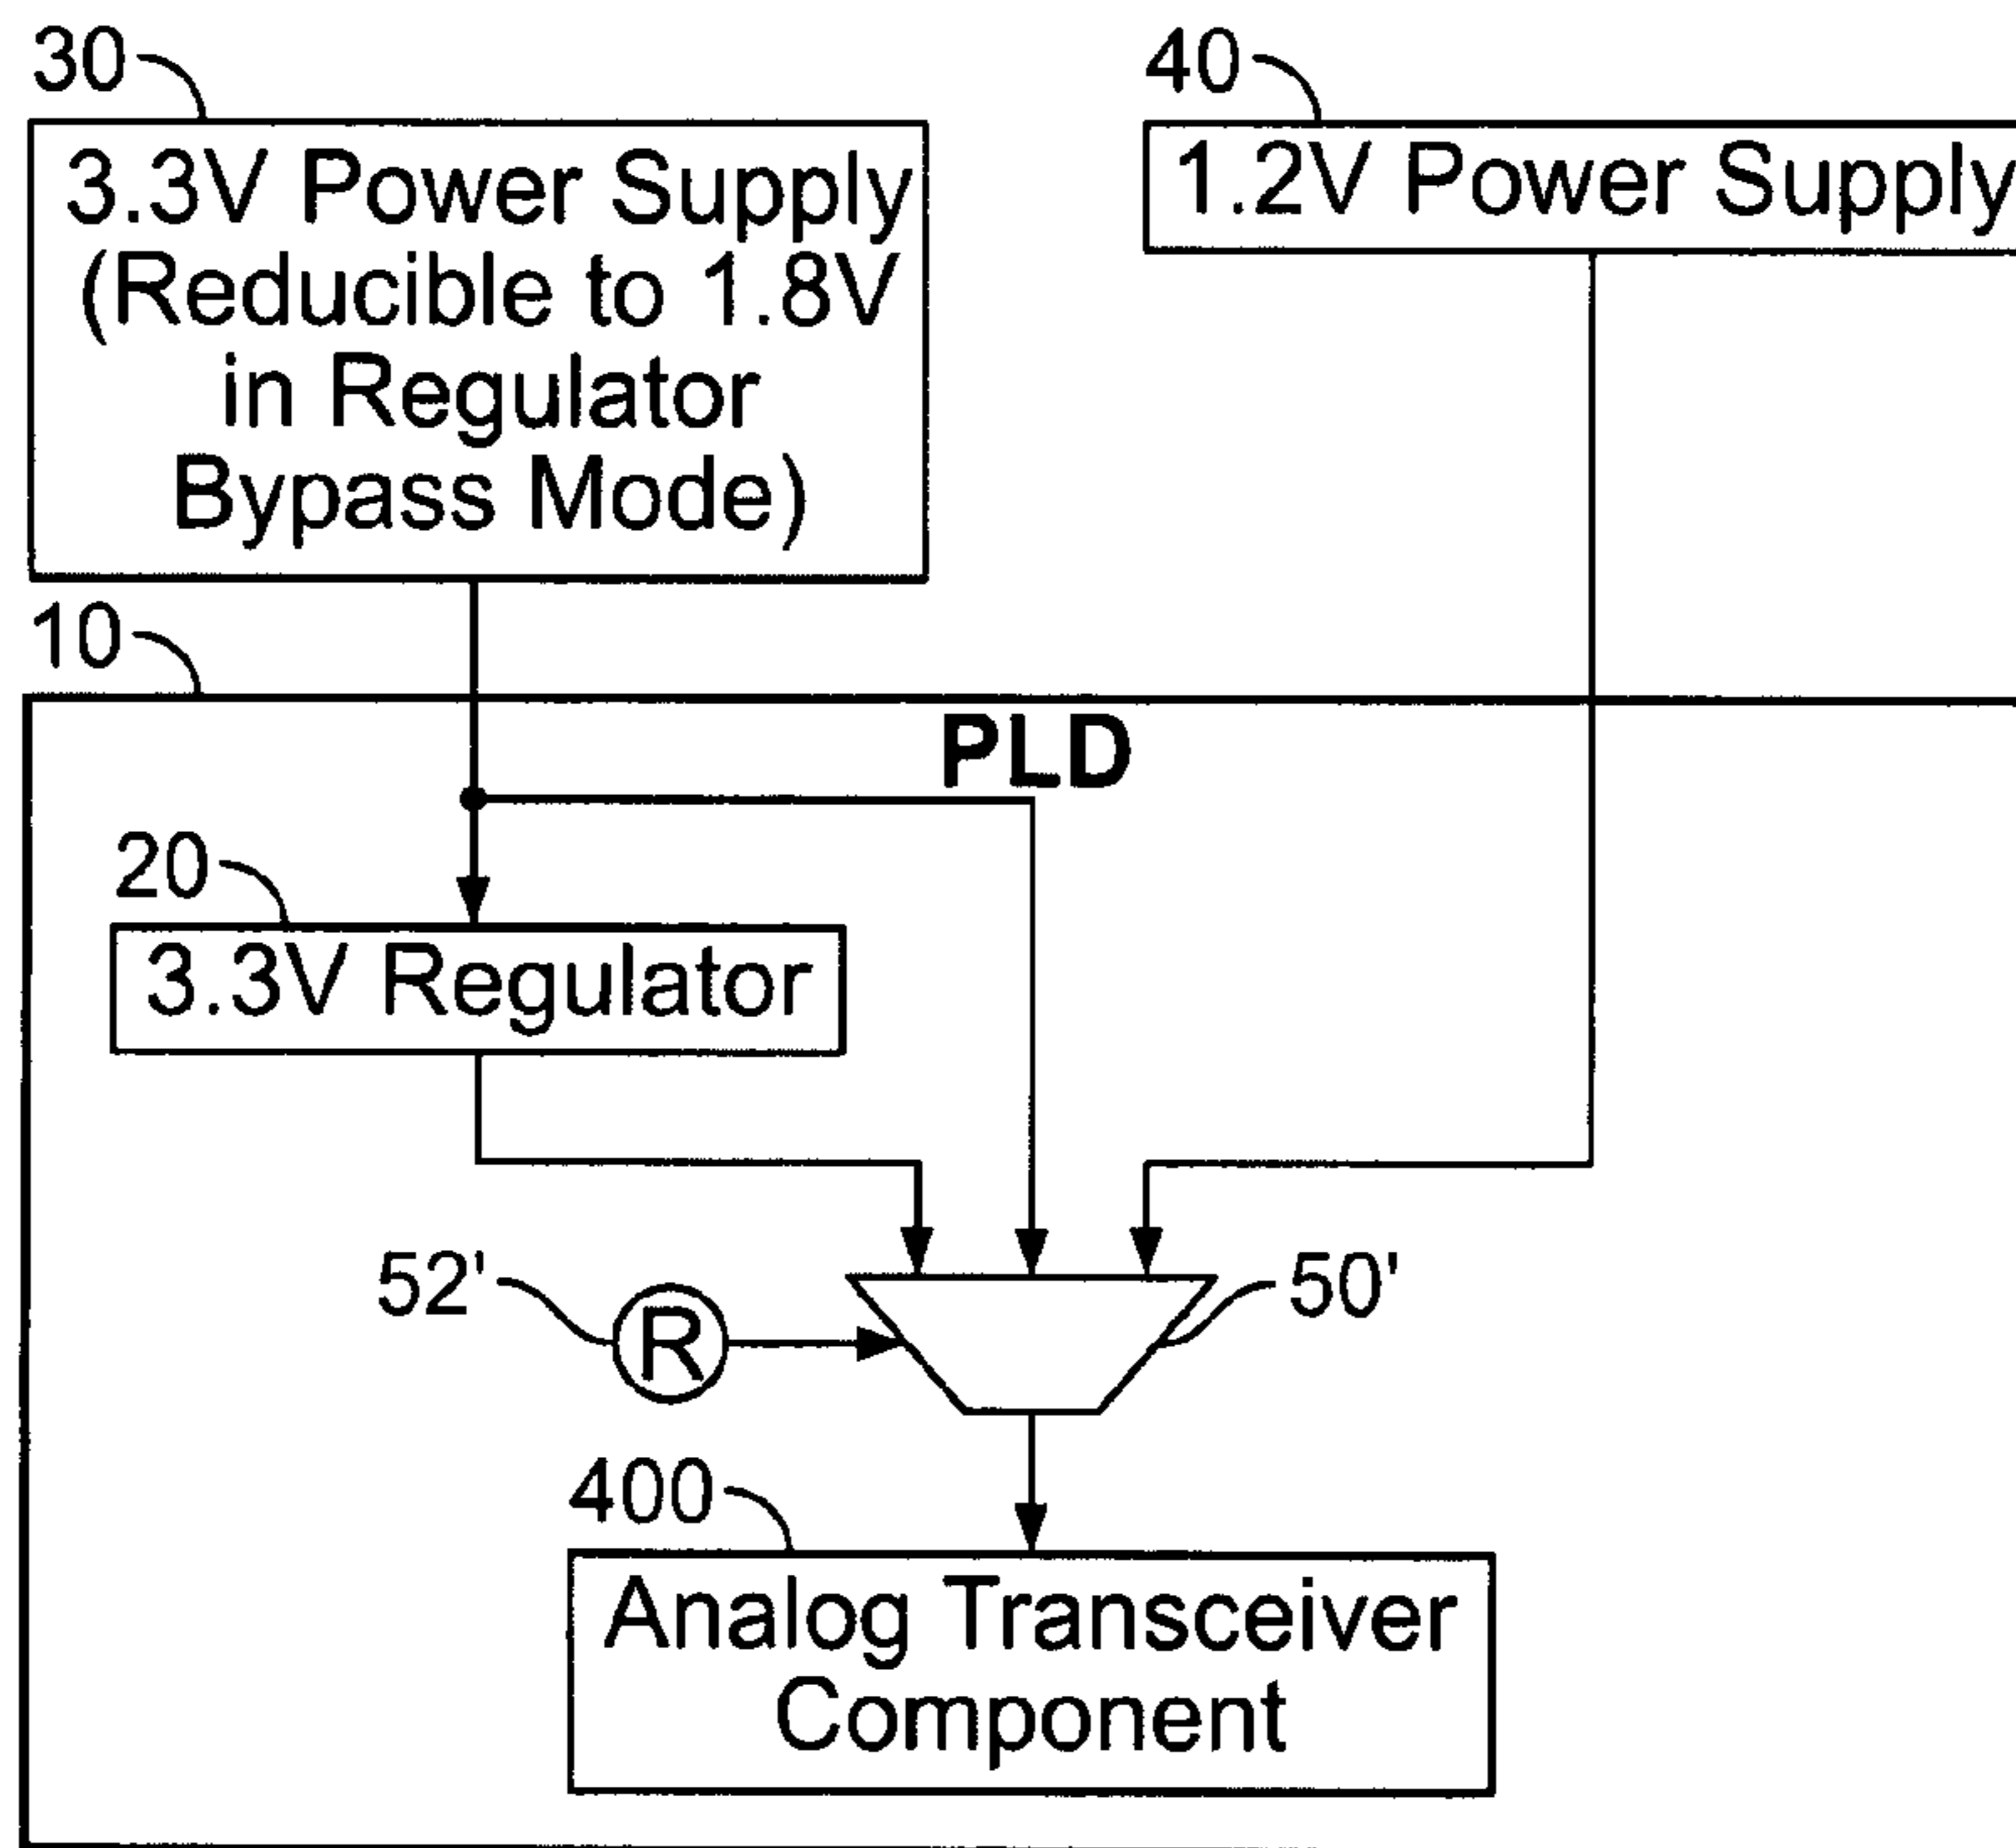 30
3.3V Power Supply
(Reducible to 1.8V
in Regulator
Bypass Mode)
40
1.2V Power Supply
10
PLD
20
3.3V Regulator
52'
R
50'
400
Analog Transceiver
Component